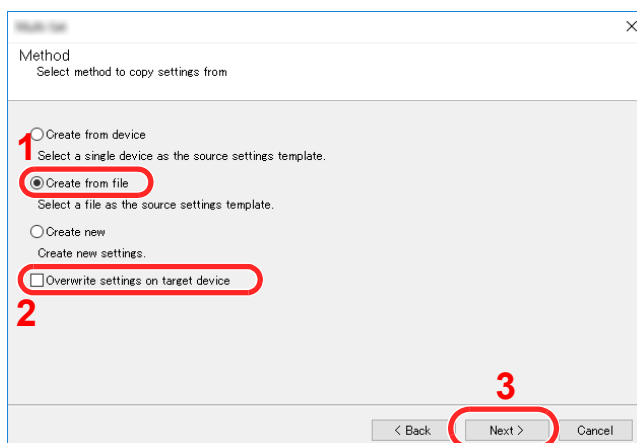 Method
Select method to copy settings from
1
Create from device
Select a single device as the source settings template.
Create from file
Select a file as the source settings template.
Create new
Create new settings.
Overwrite settings on target device
2
3
< Back
Next >
Cancel